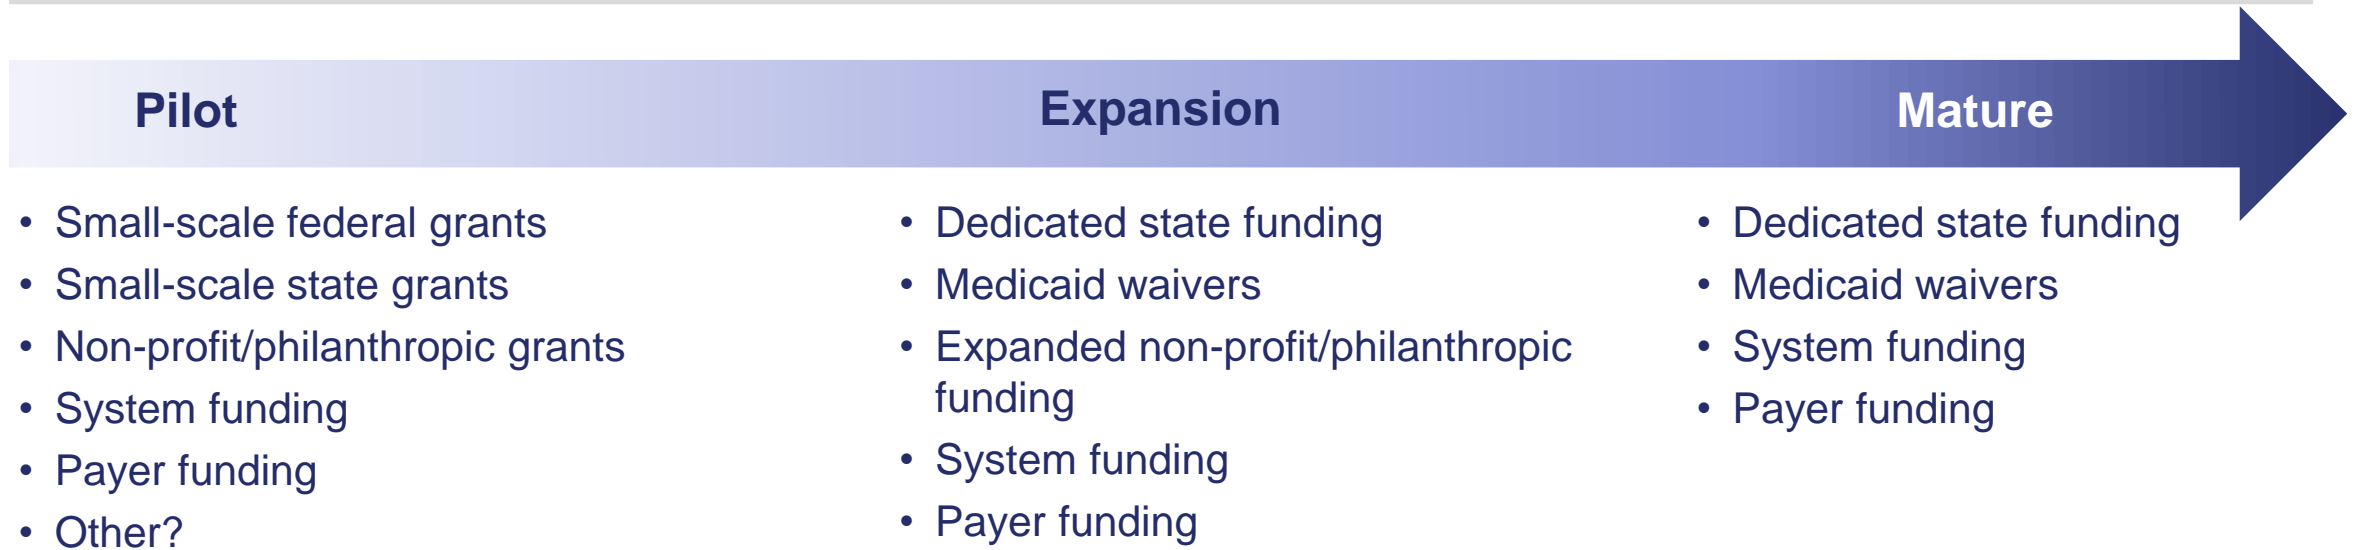 Pilot
Expansion
Mature
• Small-scale federal grants
• Small-scale state grants
• Non-profit/philanthropic grants
• System funding
• Payer funding
• Other?
• Dedicated state funding
• Medicaid waivers
• Expanded non-profit/philanthropic
funding
• System funding
• Payer funding
• Dedicated state funding
• Medicaid waivers
• System funding
• Payer funding